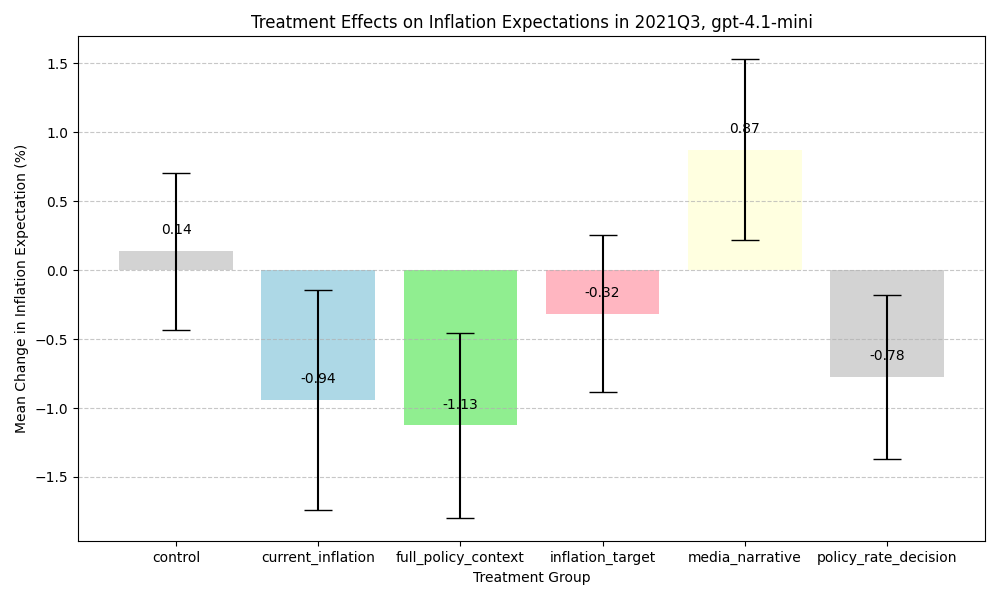 Treatment Effects on Inflation Expectations in 2021Q3, gpt-4.1-mini
Mean Change in Inflation Expectation (%)
1.5
1.0
0.5
0.0
−0.5
−1.0
−1.5
0.14
-0.94
-1.13
-0.32
0.87
-0.78
control
current_inflation
full_policy_context
inflation_target
media_narrative
policy_rate_decision
Treatment Group